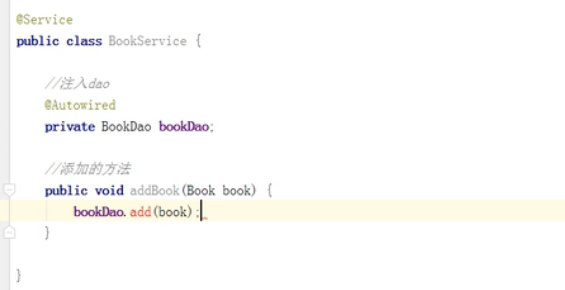 @Service
public class BookService {
//注入dao
@Autowired
private BookDao bookDao;
//添加的方法
public void addBook(Book book) {
bookDao.add(book);
}
}